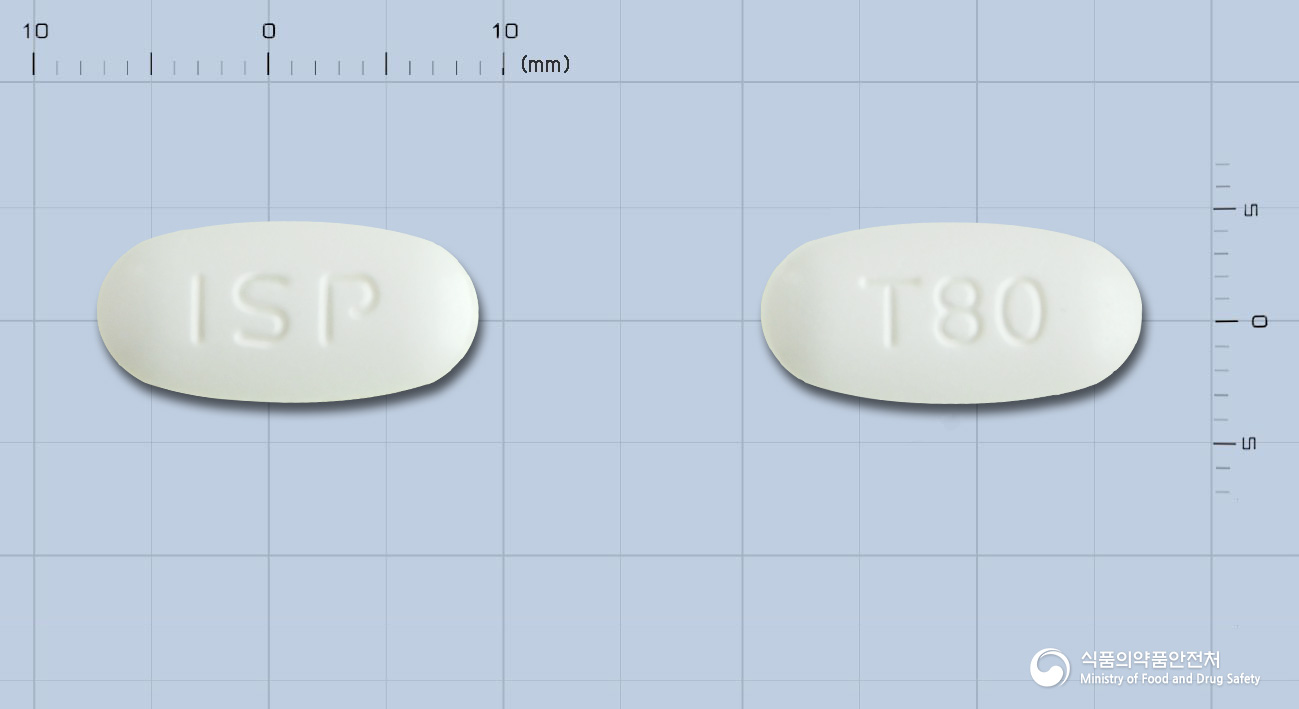 10 0 10
(mm)
ISP
T80
5
0
5
식품의약품안전처
Ministry of Food and Drug Safety